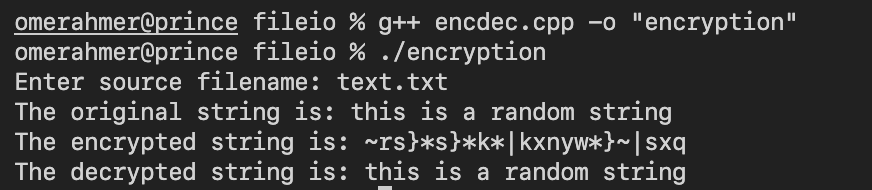 omerahmer@prince fileio % g++ encdec.cpp -o "encryption"
omerahmer@prince fileio % ./encryption
Enter source filename: text.txt
The original string is: this is a random string
The encrypted string is: ~rs}*s}*k*|kxnyw*}~|sxq
The decrypted string is: this is a random string